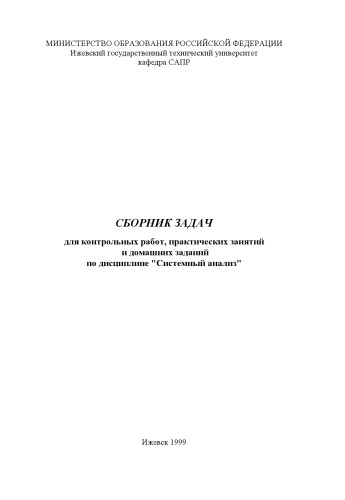 МИНИСТЕРСТВО ОБРАЗОВАНИЯ РОССИЙСКОЙ ФЕДЕРАЦИИ
Ижевский государственный технический университет
кафедра САПР
СБОРНИК ЗАДАЧ
для контрольных работ, практических занятий
и домашних заданий
по дисциплине "Системный анализ"
Ижевск 1999